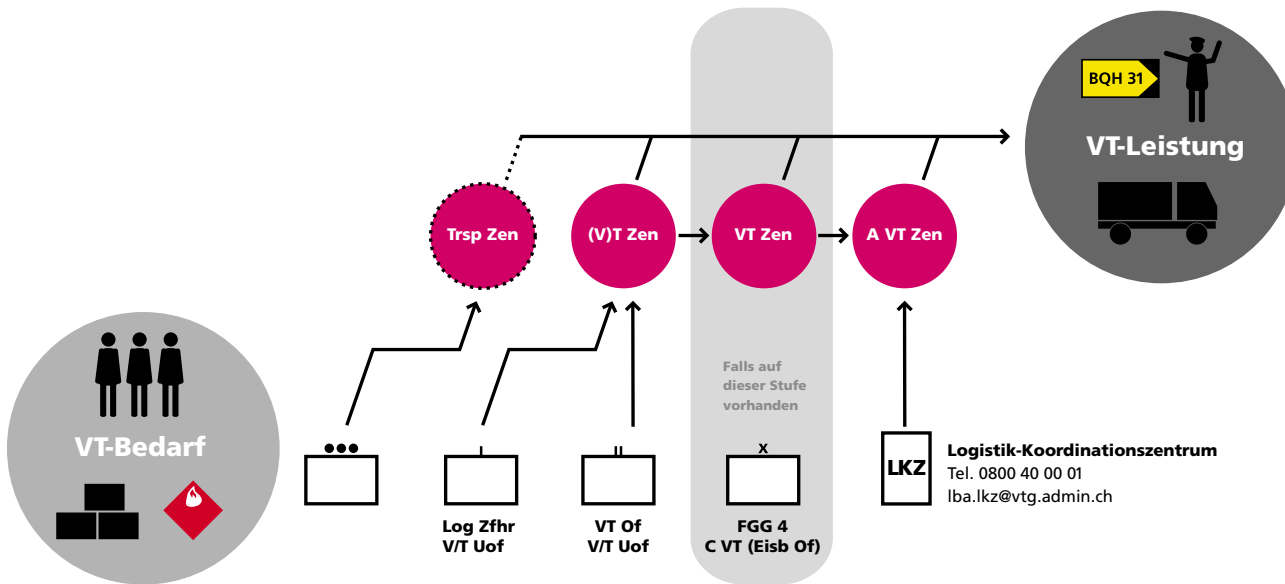 BQH 31
VT-Leistung
Trsp Zen
(V)T Zen
VT Zen
A VT Zen
Falls auf
dieser Stufe
vorhanden
VT-Bedarf
I
II
X
LKZ
Logistik-Koordinationszentrum
Tel. 0800 40 00 01
lba.lkz@vtg.admin.ch
Log Zfhr
V/T Uof
VT Of
V/T Uof
FGG 4
C VT (Eisb Of)